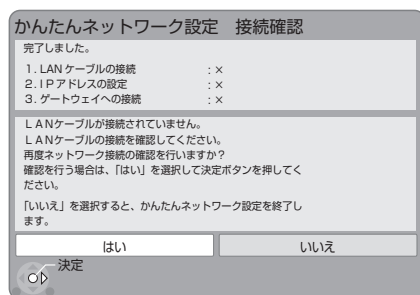 かんたんネットワーク設定　接続確認
完了しました。
1. LAN ケーブルの接続　：×
2. I P アドレスの設定　：×
3. ゲートウェイへの接続　：×
ＬＡＮケーブルが接続されていません。
ＬＡＮケーブルの接続を確認してください。
再度ネットワーク接続の確認を行いますか？
確認を行う場合は、「はい」を選択して決定ボタンを押してく
ださい。
「いいえ」を選択すると、かんたんネットワーク設定を終了し
ます。
はい　いいえ
決定